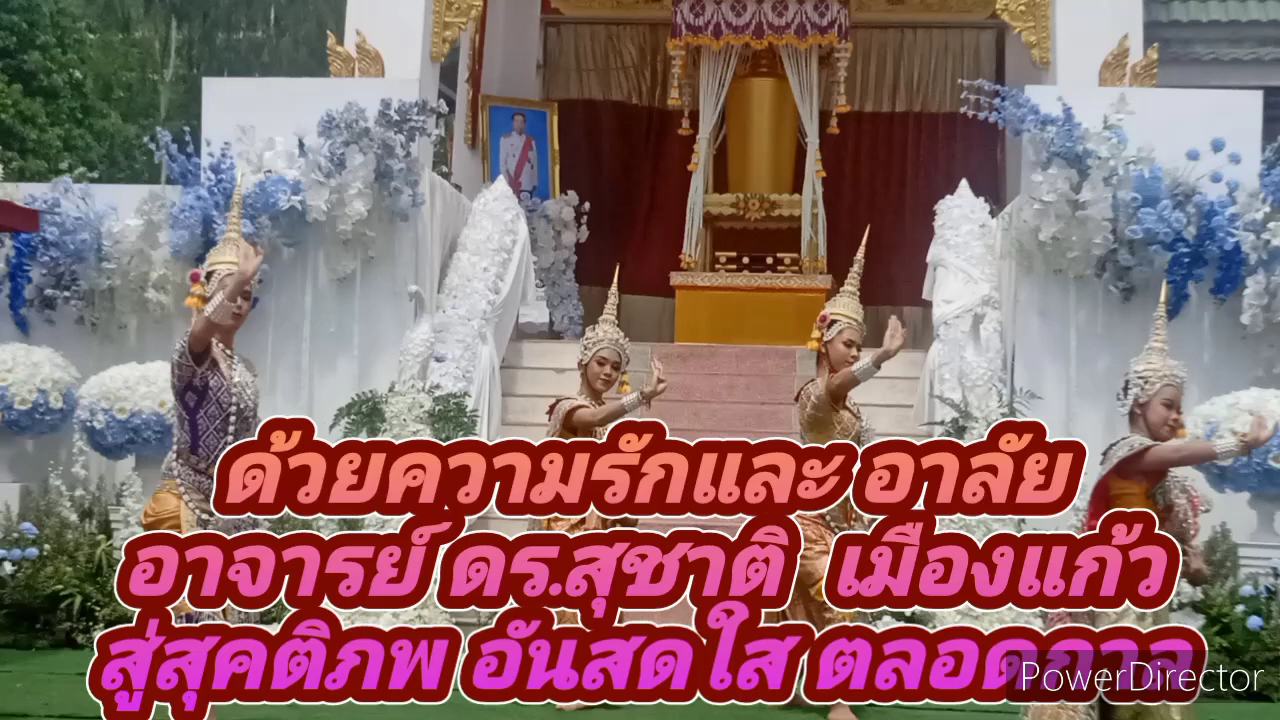 ด้วยความรักและ อาลัย
อาจารย์ ดร.สุชาติ เมืองแก้ว
สู่สุคติภพ อันสดใส ตลอดกาล
PowerDirector